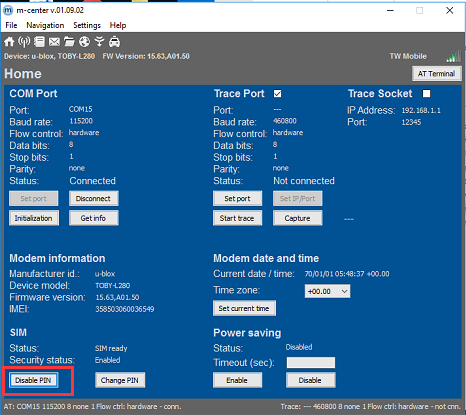 m-center v.01.09.02
File Navigation Settings Help
Device: u-blox, TOBY-L280 FW Version: 15.63,A01.50 TW Mobile
Home AT Terminal
COM Port
Port: COM15
Baud rate: 115200
Flow control: hardware
Data bits: 8
Stop bits: 1
Parity: none
Status: Connected
Set port Disconnect
Initialization Get info
Trace Port
Port: ---
Baud rate: 460800
Flow control: hardware
Data bits: 8
Stop bits: 1
Parity: none
Status: Not connected
Set port Set IP/Port
Start trace Capture ---
Trace Socket
IP Address: 192.168.1.1
Port: 12345
Modem information
Manufacturer id.: u-blox
Device model: TOBY-L280
Firmware version: 15.63,A01.50
IMEI: 358503060036549
Modem date and time
Current date / time: 70/01/01 05:48:37 +00.00
Time zone: +00.00
Set current time
SIM
Status: SIM ready
Security status: Enabled
Disable PIN Change PIN
Power saving
Status: Disabled
Timeout (sec):
Enable Disable
AT: COM15 115200 8 none 1 Flow ctrl: hardware - conn. Trace: --- 460800 8 none 1 Flow ctrl: hardware - not conn.